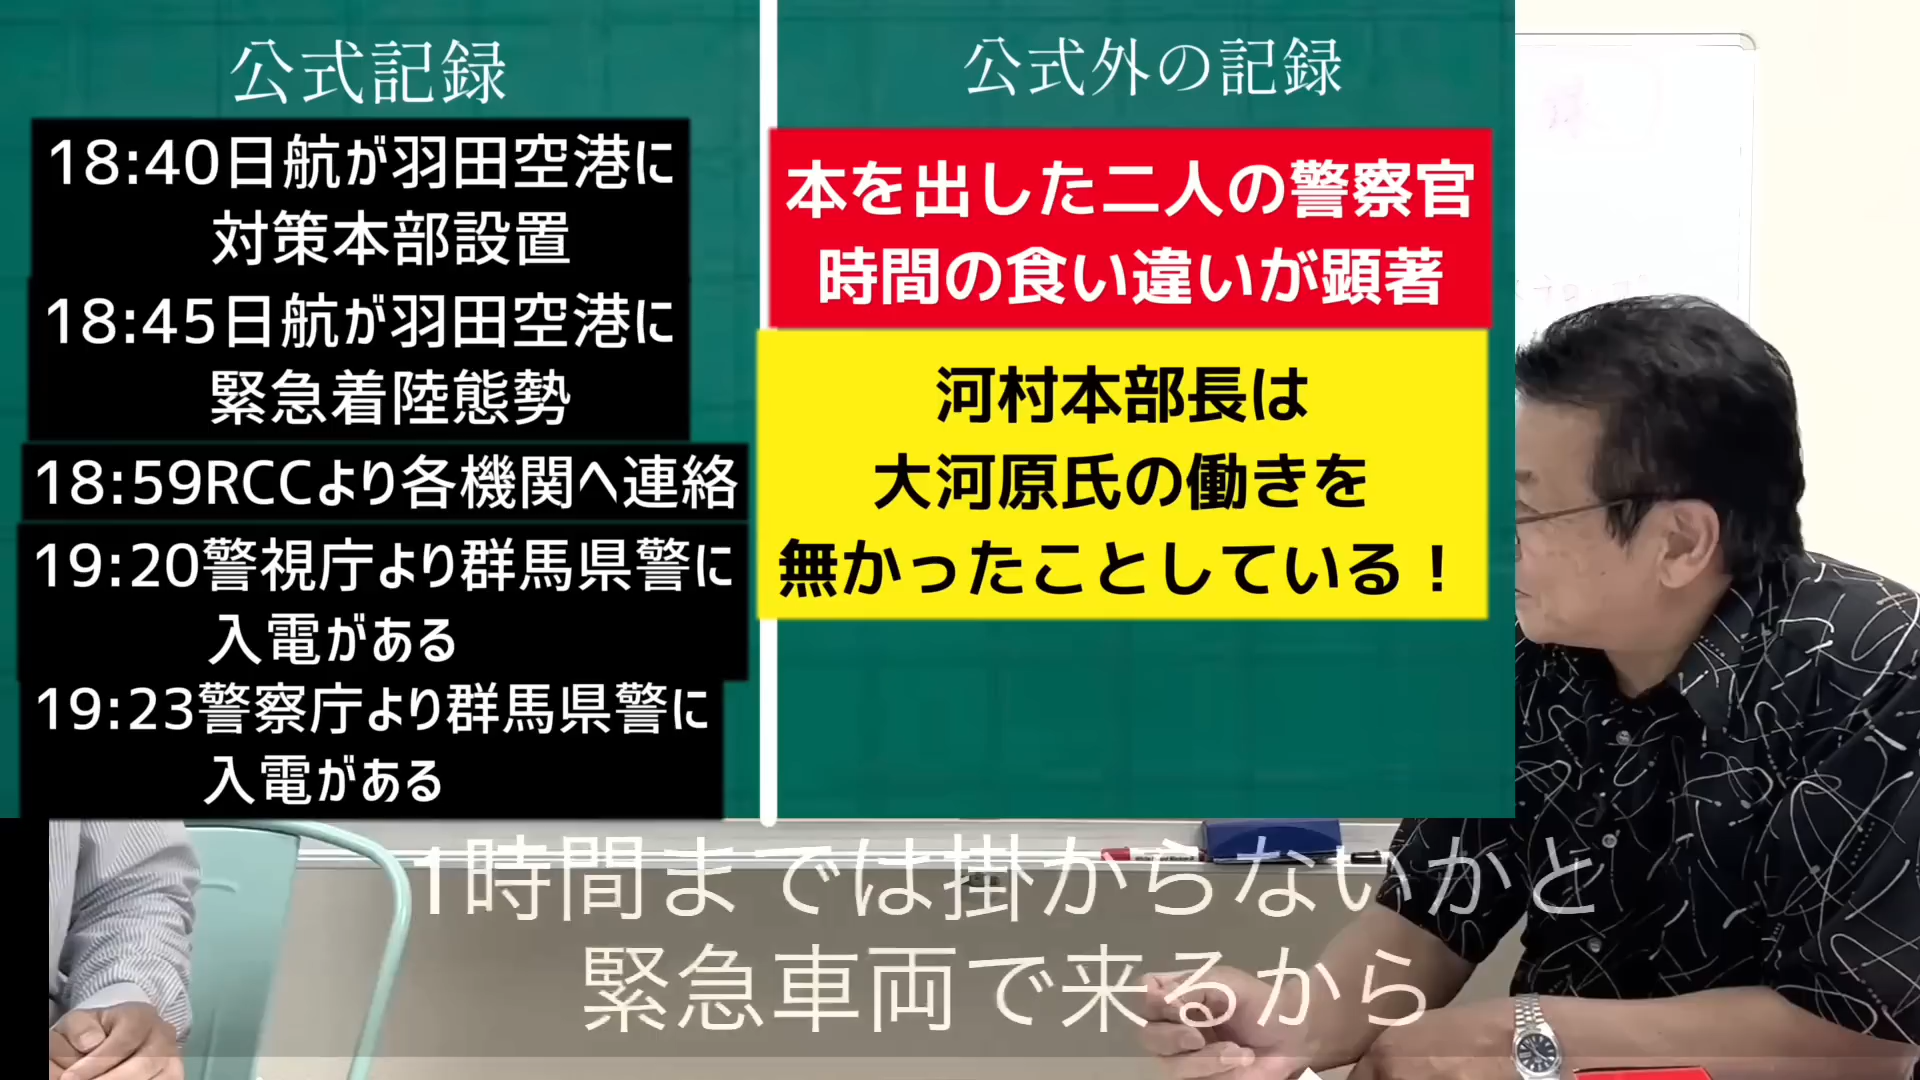 公式記録
18:40日航が羽田空港に
対策本部設置
18:45日航が羽田空港に
緊急着陸態勢
18:59RCCより各機関へ連絡
19:20警視庁より群馬県警に
入電がある
19:23警察庁より群馬県警に
入電がある
公式外の記録
本を出した二人の警察官
時間の食い違いが顕著
河村本部長は
大河原氏の働きを
無かったことしている！
1時間までは掛からないかと
緊急車両で来るから